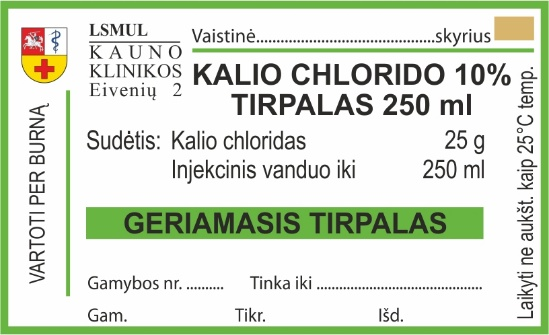 LSMUL
KAUNO
KLINIKOS
Eivenių 2
Vaistinė.......................................skyrius
KALIO CHLORIDO 10%
TIRPALAS 250 ml
Sudėtis: Kalio chloridas 25 g
Injekcinis vanduo iki 250 ml
GERIAMASIS TIRPALAS
Gamybos nr. .......... Tinka iki ...........................................
Gam. Tikr. Išd.
VARTOTI PER BURNĄ
Laikyti ne aukšt. kaip 25°C temp.